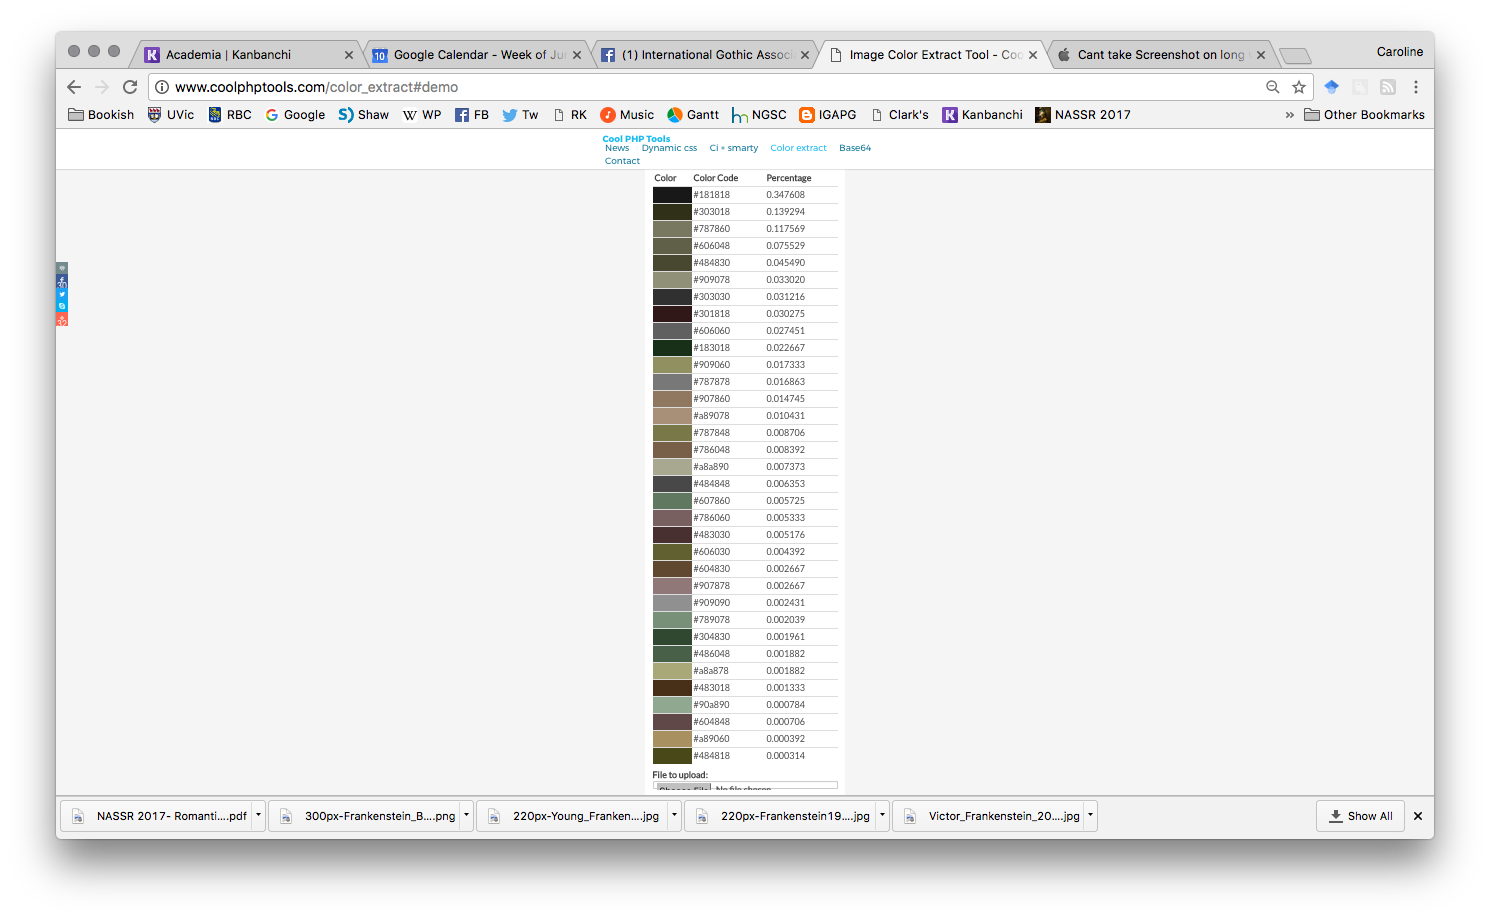 Academia | Kanbanchi
Google Calendar - Week of Ju
(1) International Gothic Associ
Image Color Extract Tool - Coo
Cant take Screenshot on long
Caroline
www.coolphptools.com/color_extract#demo
Bookish UVic RBC Google Shaw WP FB Tw RK Music Gantt NGSC IGAPG Clark's Kanbanchi NASSR 2017 » Other Bookmarks
Cool PHP Tools
News Dynamic css Ci + smarty Color extract Base64
Contact
Color Color Code Percentage
#181818 0.347608
#303018 0.139294
#787860 0.117569
#606048 0.075529
#484830 0.045490
#909078 0.033020
#303030 0.031216
#301818 0.030275
#606060 0.027451
#183018 0.022667
#909060 0.017333
#787878 0.016863
#907860 0.014745
#a89078 0.010431
#787848 0.008706
#786048 0.008392
#a8a890 0.007373
#484848 0.006353
#607860 0.005725
#786060 0.005333
#483030 0.005176
#606030 0.004392
#604830 0.002667
#907878 0.002667
#909090 0.002431
#789078 0.002039
#304830 0.001961
#486048 0.001882
#a8a878 0.001882
#483018 0.001333
#90a890 0.000784
#604848 0.000706
#a89060 0.000392
#484818 0.000314
File to upload:
Choose File No file chosen
30
32
NASSR 2017- Romanti....pdf
300px-Frankenstein_B....png
220px-Young_Franken....jpg
220px-Frankenstein19....jpg
Victor_Frankenstein_20....jpg
Show All